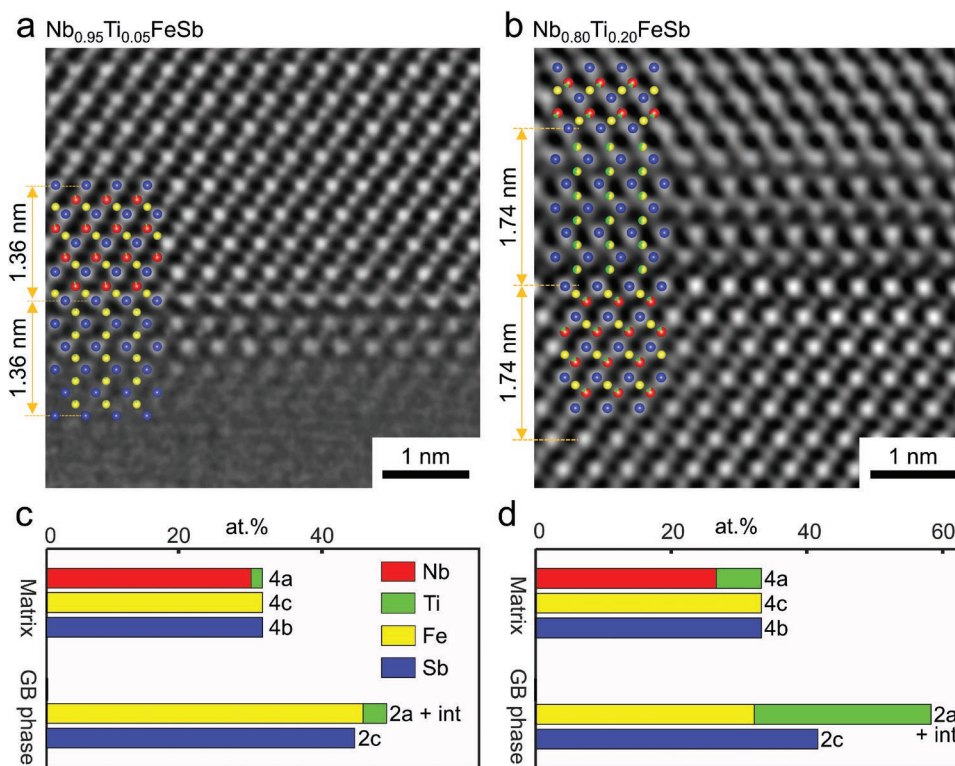 a Nb0.95Ti0.05FeSb
1.36 nm
1.36 nm
1 nm
b Nb0.80Ti0.20FeSb
1.74 nm
1.74 nm
1 nm
c
0 20 at.% 40
Matrix
4a
4c
4b
GB phase
2a + int
2c
Nb
Ti
Fe
Sb
d
0 20 at.% 40 60
Matrix
4a
4c
4b
GB phase
2a
+ int
2c